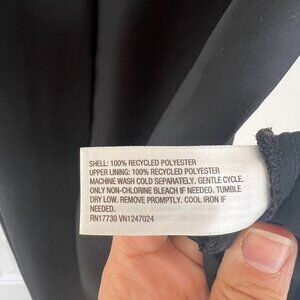 SHELL: 100% RECYCLED POLYESTER
UPPER LINING: 100% RECYCLED POLYESTER
MACHINE WASH COLD SEPARATELY. GENTLE CYCLE.
ONLY NON-CHLORINE BLEACH IF NEEDED. TUMBLE
DRY LOW. REMOVE PROMPTLY. COOL IRON IF
NEEDED.
RN17730 VN1247024